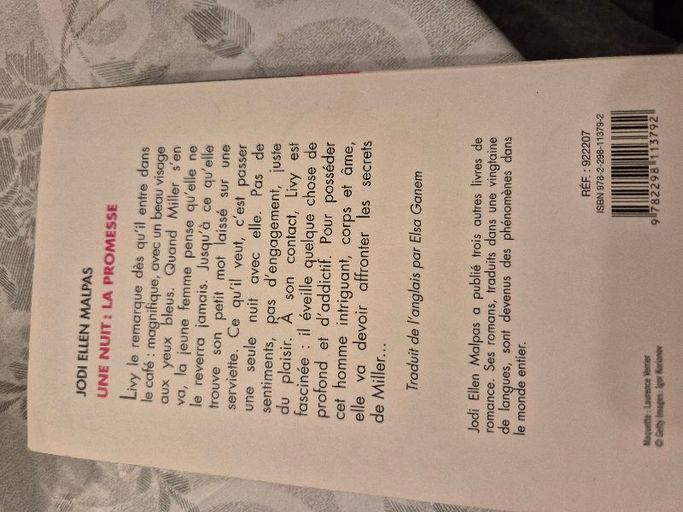 JODI ELLEN MALPAS
UNE NUIT : LA PROMESSE
Livy le remarque dès qu'il entre dans
le café : magnifique, avec un beau visage
aux yeux bleus. Quand Miller s'en
va, la jeune femme pense qu'elle ne
le reverra jamais. Jusqu'à ce qu'elle
trouve son petit mot laissé sur une
serviette. Ce qu'il veut, c'est passer
une seule nuit avec elle. Pas de
sentiments, pas d'engagement, juste
du plaisir. À son contact, Livy est
fascinée : il éveille quelque chose de
profond et d'addictif. Pour posséder
cet homme intriguant, corps et âme,
elle va devoir affronter les secrets
de Miller...
Traduit de l'anglais par Elsa Ganem
Jodi Ellen Malpas a publié trois autres livres de
romance. Ses romans, traduits dans une vingtaine
de langues, sont devenus des phénomènes dans
le monde entier.
Maquette : Laurence Verrier
© Getty Images : Igor
RÉF. : 922207
ISBN 978-2-298-11379-2
9 782298 113792